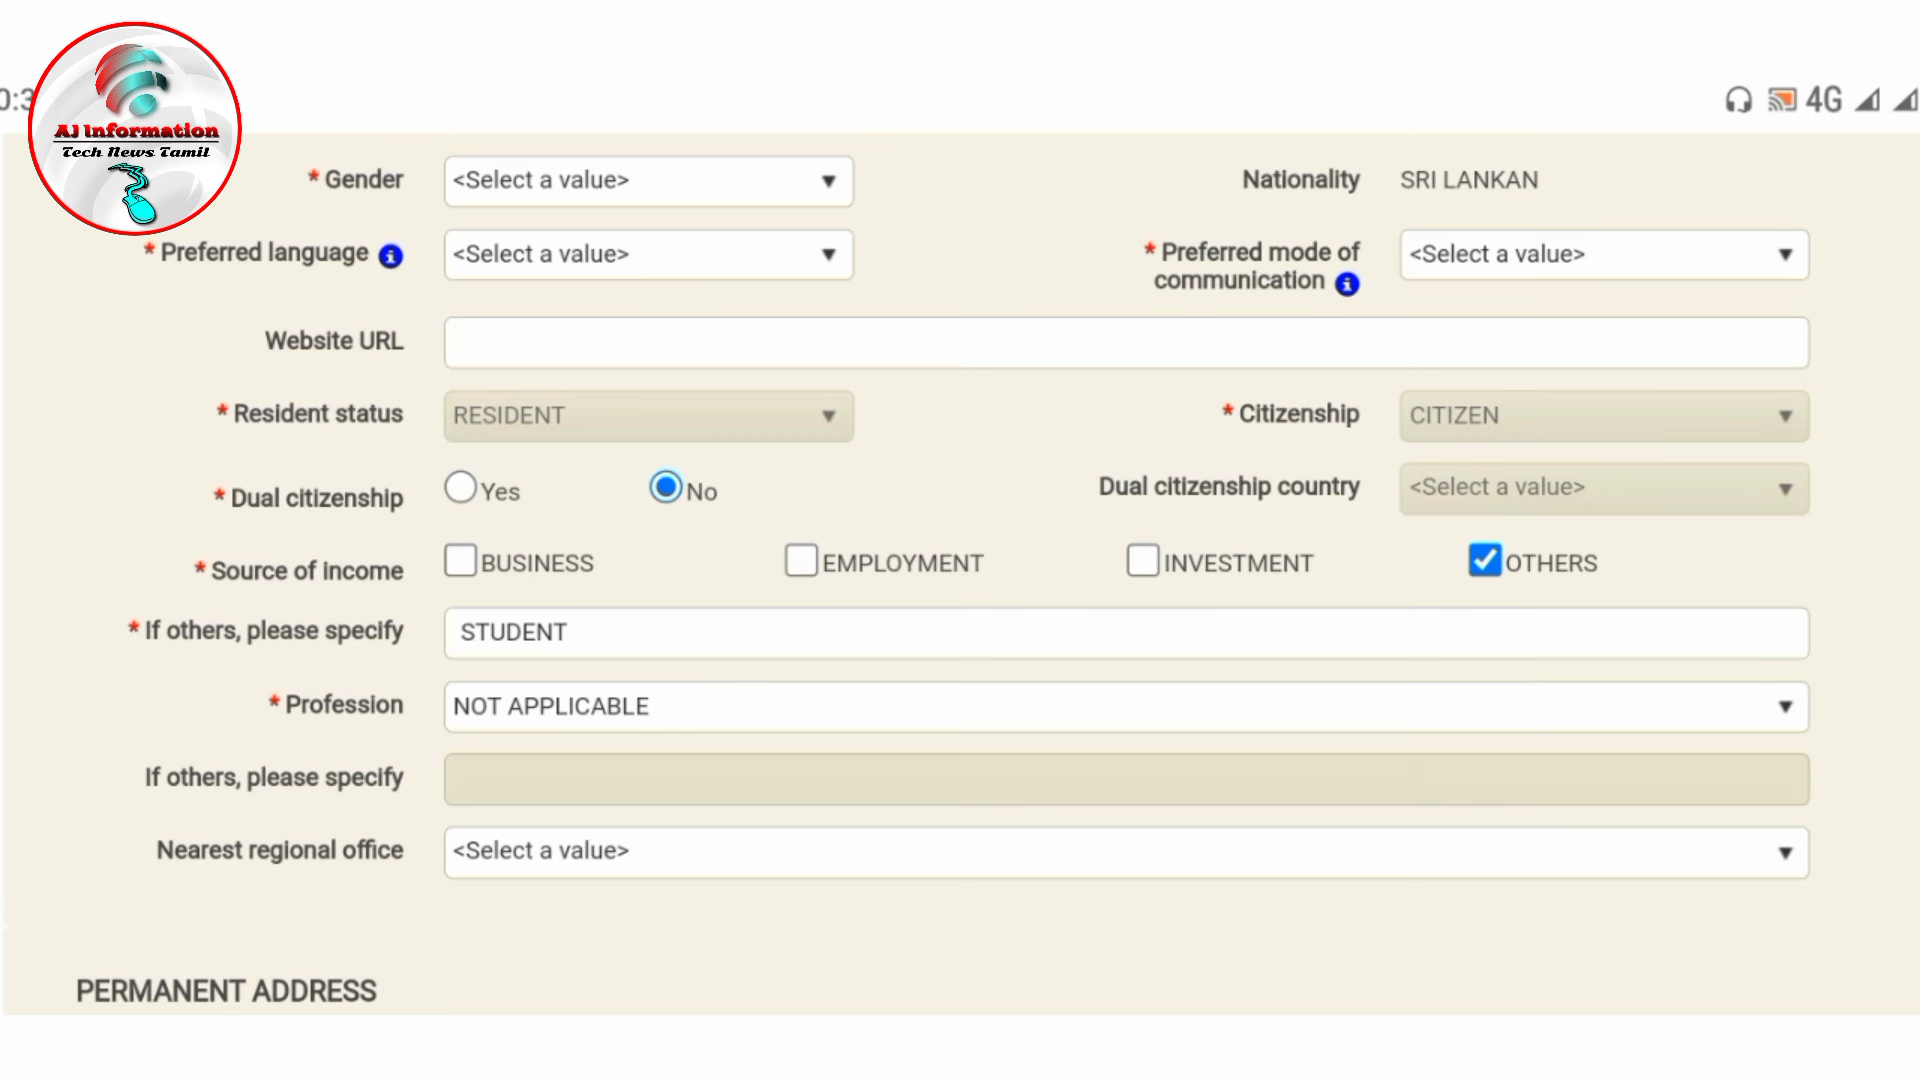 0:3
4G
AJ Information
Tech News Tamil
* Gender <Select a value> Nationality SRI LANKAN
* Preferred language <Select a value> * Preferred mode of communication <Select a value>
Website URL
* Resident status RESIDENT * Citizenship CITIZEN
* Dual citizenship Yes No Dual citizenship country <Select a value>
* Source of income BUSINESS EMPLOYMENT INVESTMENT OTHERS
* If others, please specify STUDENT
* Profession NOT APPLICABLE
If others, please specify
Nearest regional office <Select a value>
PERMANENT ADDRESS